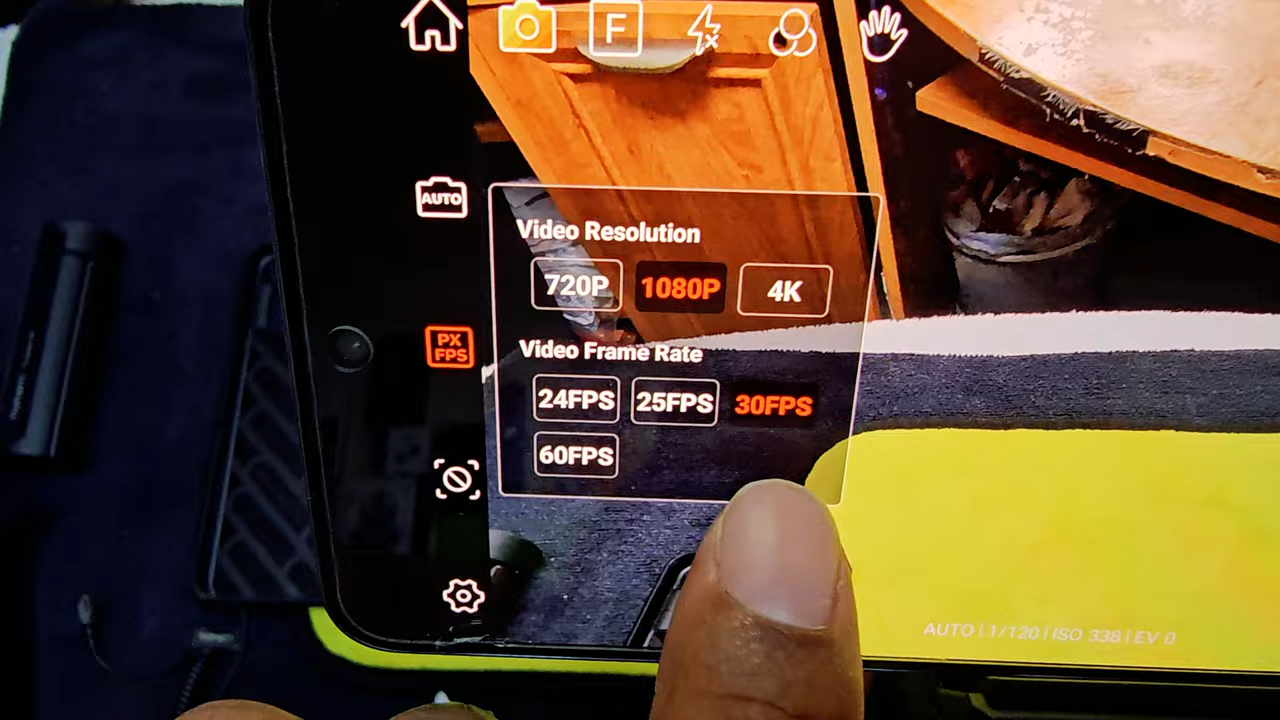 F
AUTO
Video Resolution
720P 1080P 4K
PX
FPS
Video Frame Rate
24FPS 25FPS 30FPS
60FPS
AUTO | 1/120 | ISO 338 | EV 0